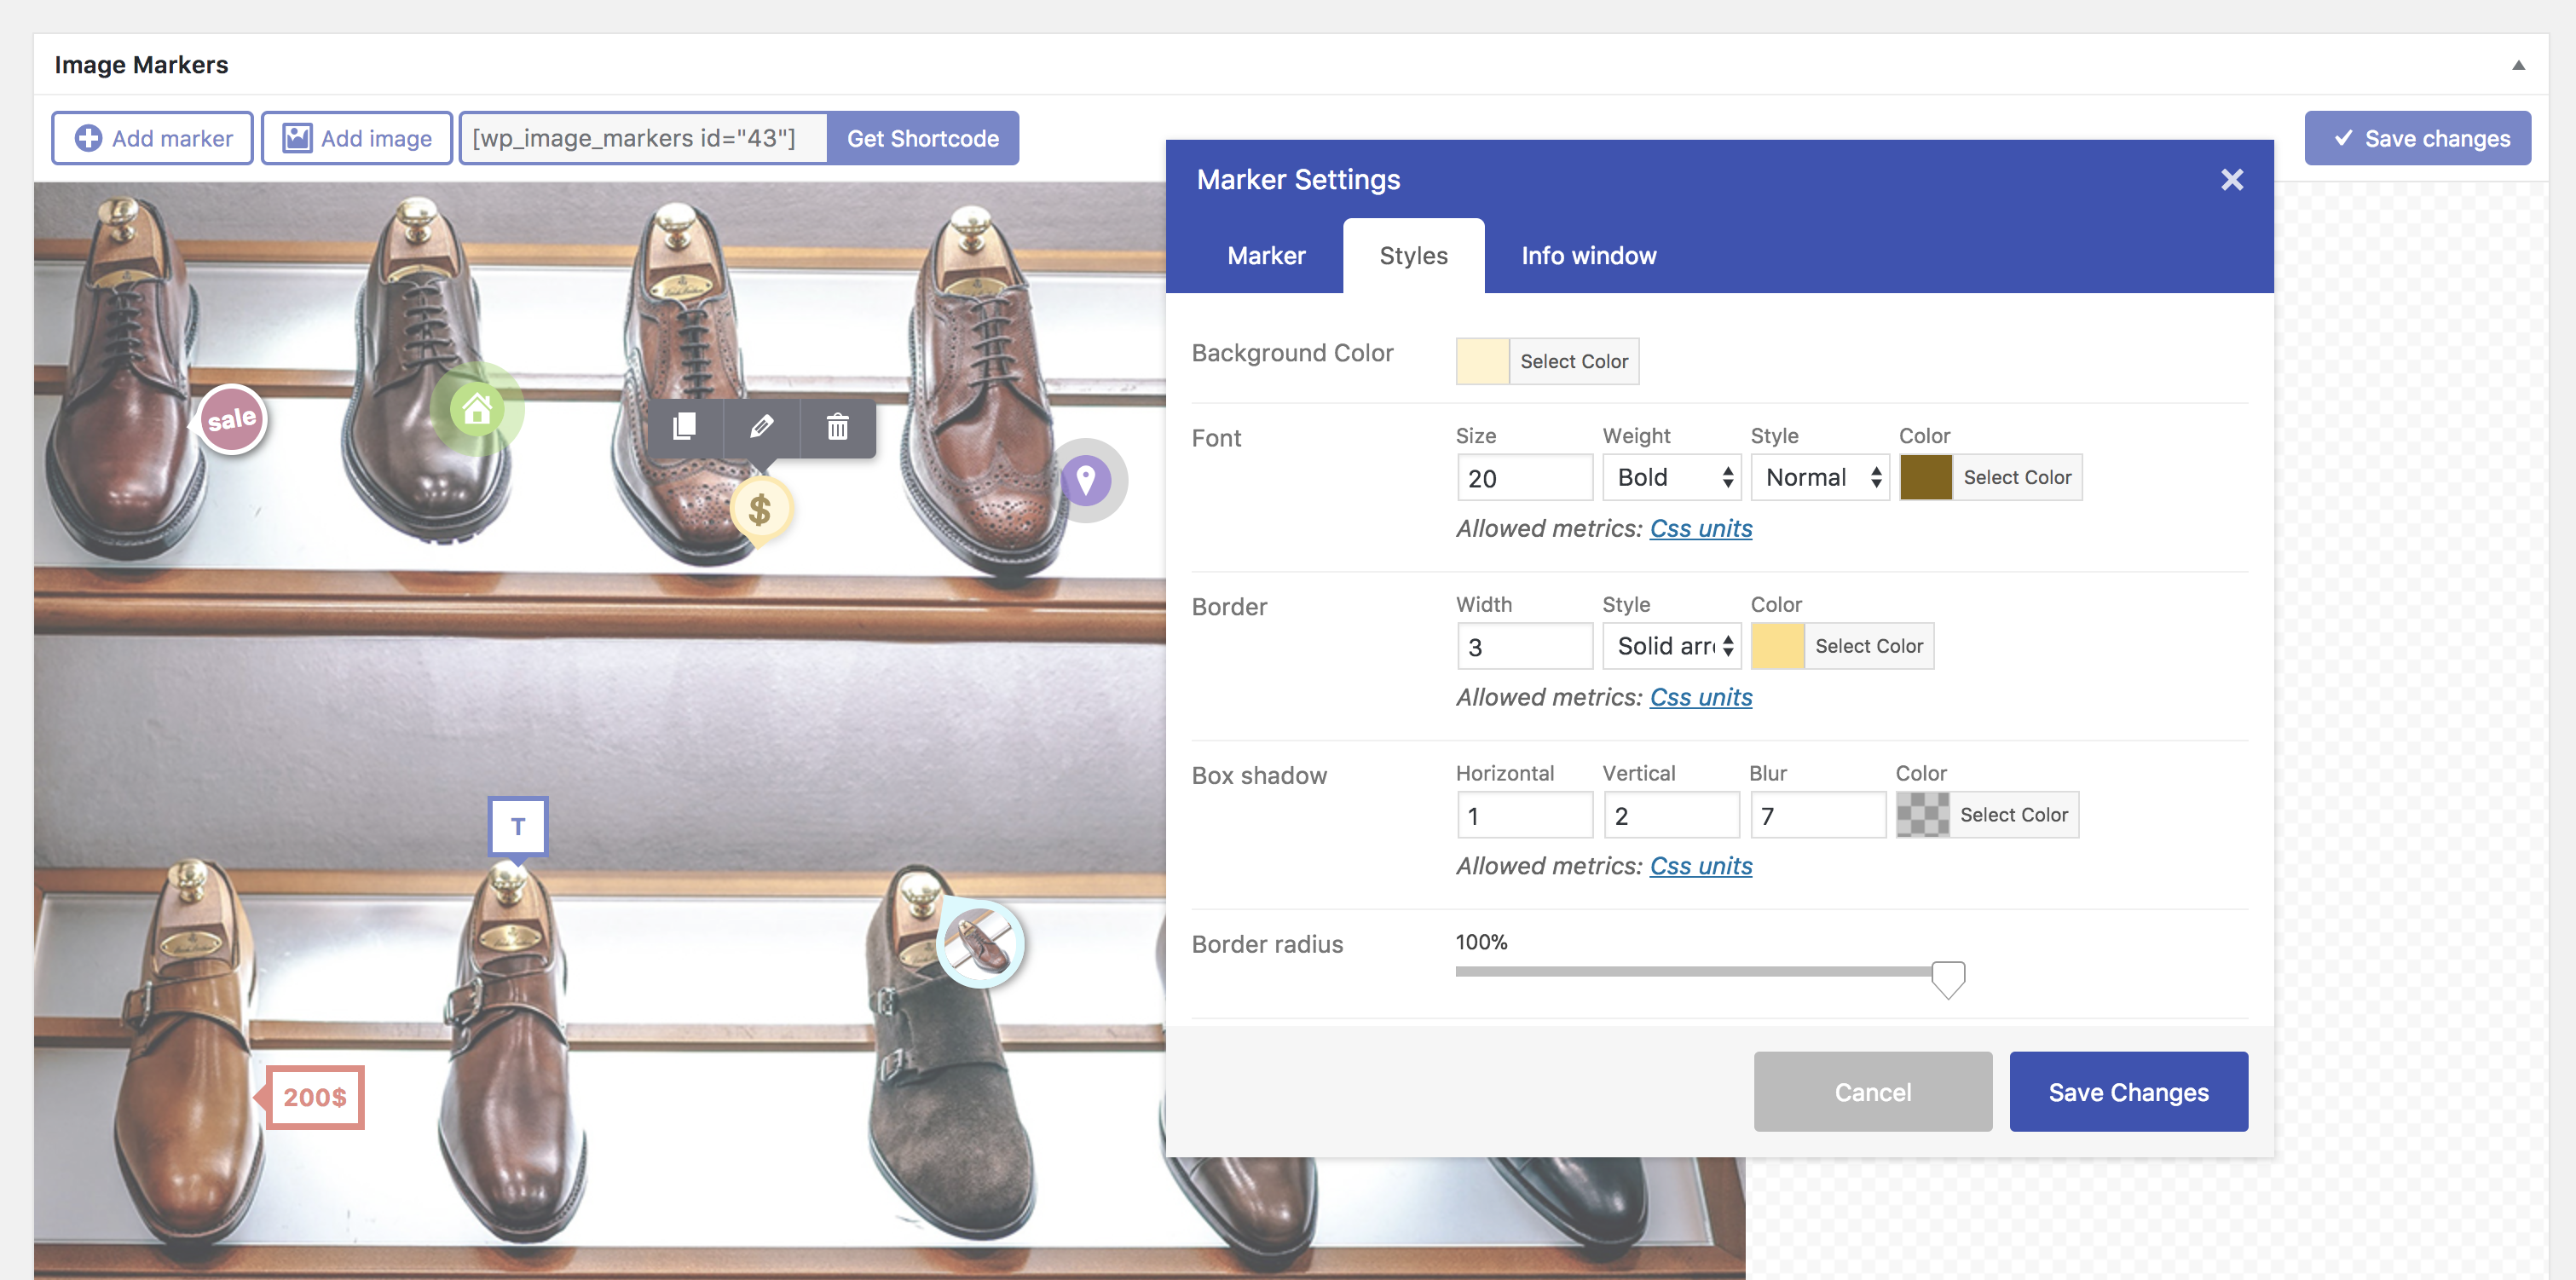 Image Markers
Add marker
Add image
[wp_image_markers id="43"]
Get Shortcode
Save changes
Marker Settings
Marker
Styles
Info window
Background Color
Select Color
Font
Size
Weight
Style
Color
20
Bold
Normal
Select Color
Allowed metrics: Css units
Border
Width
Style
Color
3
Solid arr
Select Color
Allowed metrics: Css units
Box shadow
Horizontal
Vertical
Blur
Color
1
2
7
Select Color
Allowed metrics: Css units
Border radius
100%
Cancel
Save Changes
sale
$
T
200$